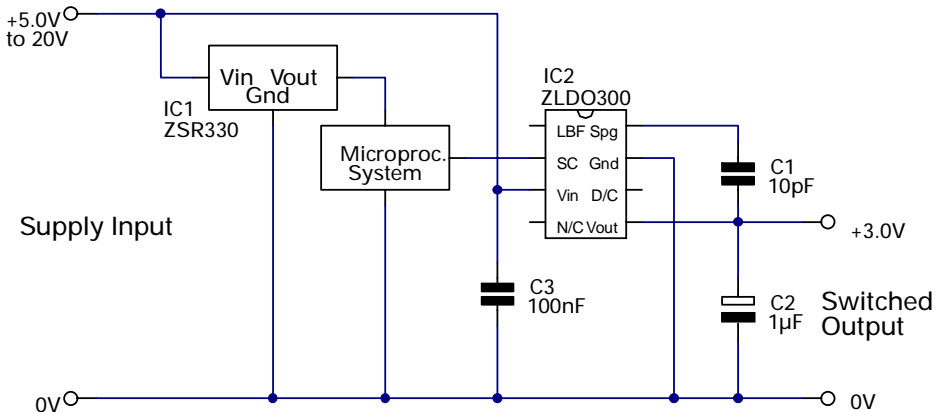 +5.0V
to 20V
Vin Vout
Gnd
IC1
ZSR330
Microproc.
System
IC2
ZLDO300
LBF Spg
SC Gnd
Vin D/C
N/C Vout
C1
10pF
+3.0V
Supply Input
C3
100nF
C2
1µF
Switched
Output
0V
0V